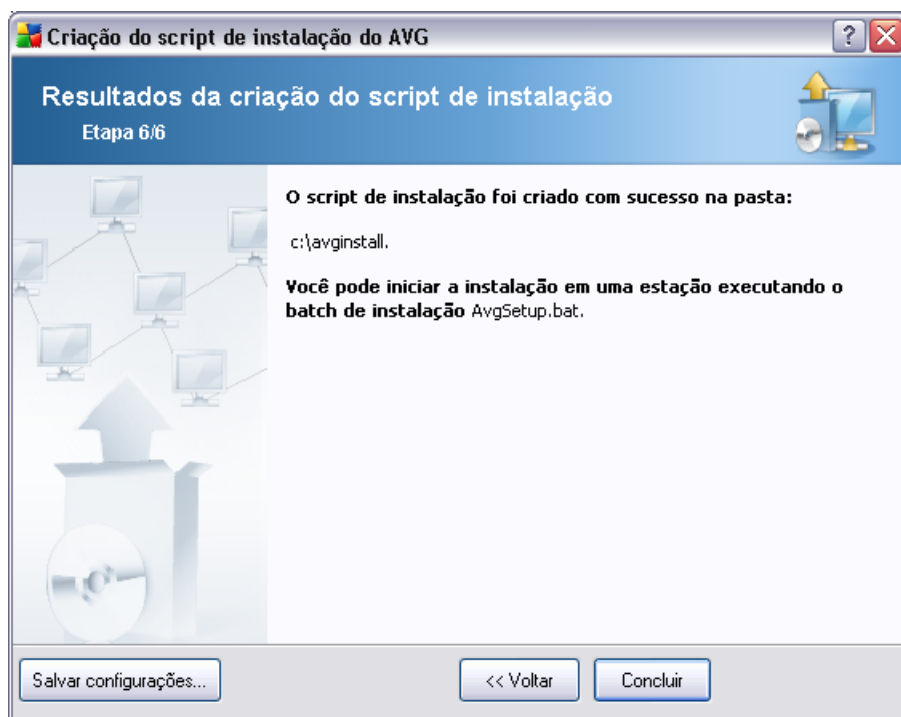 Criação do script de instalação do AVG
Resultados da criação do script de instalação
Etapa 6/6
O script de instalação foi criado com sucesso na pasta:
c:\avginstall.
Você pode iniciar a instalação em uma estação executando o
batch de instalação AvgSetup.bat.
Salvar configurações...
<< Voltar
Concluir